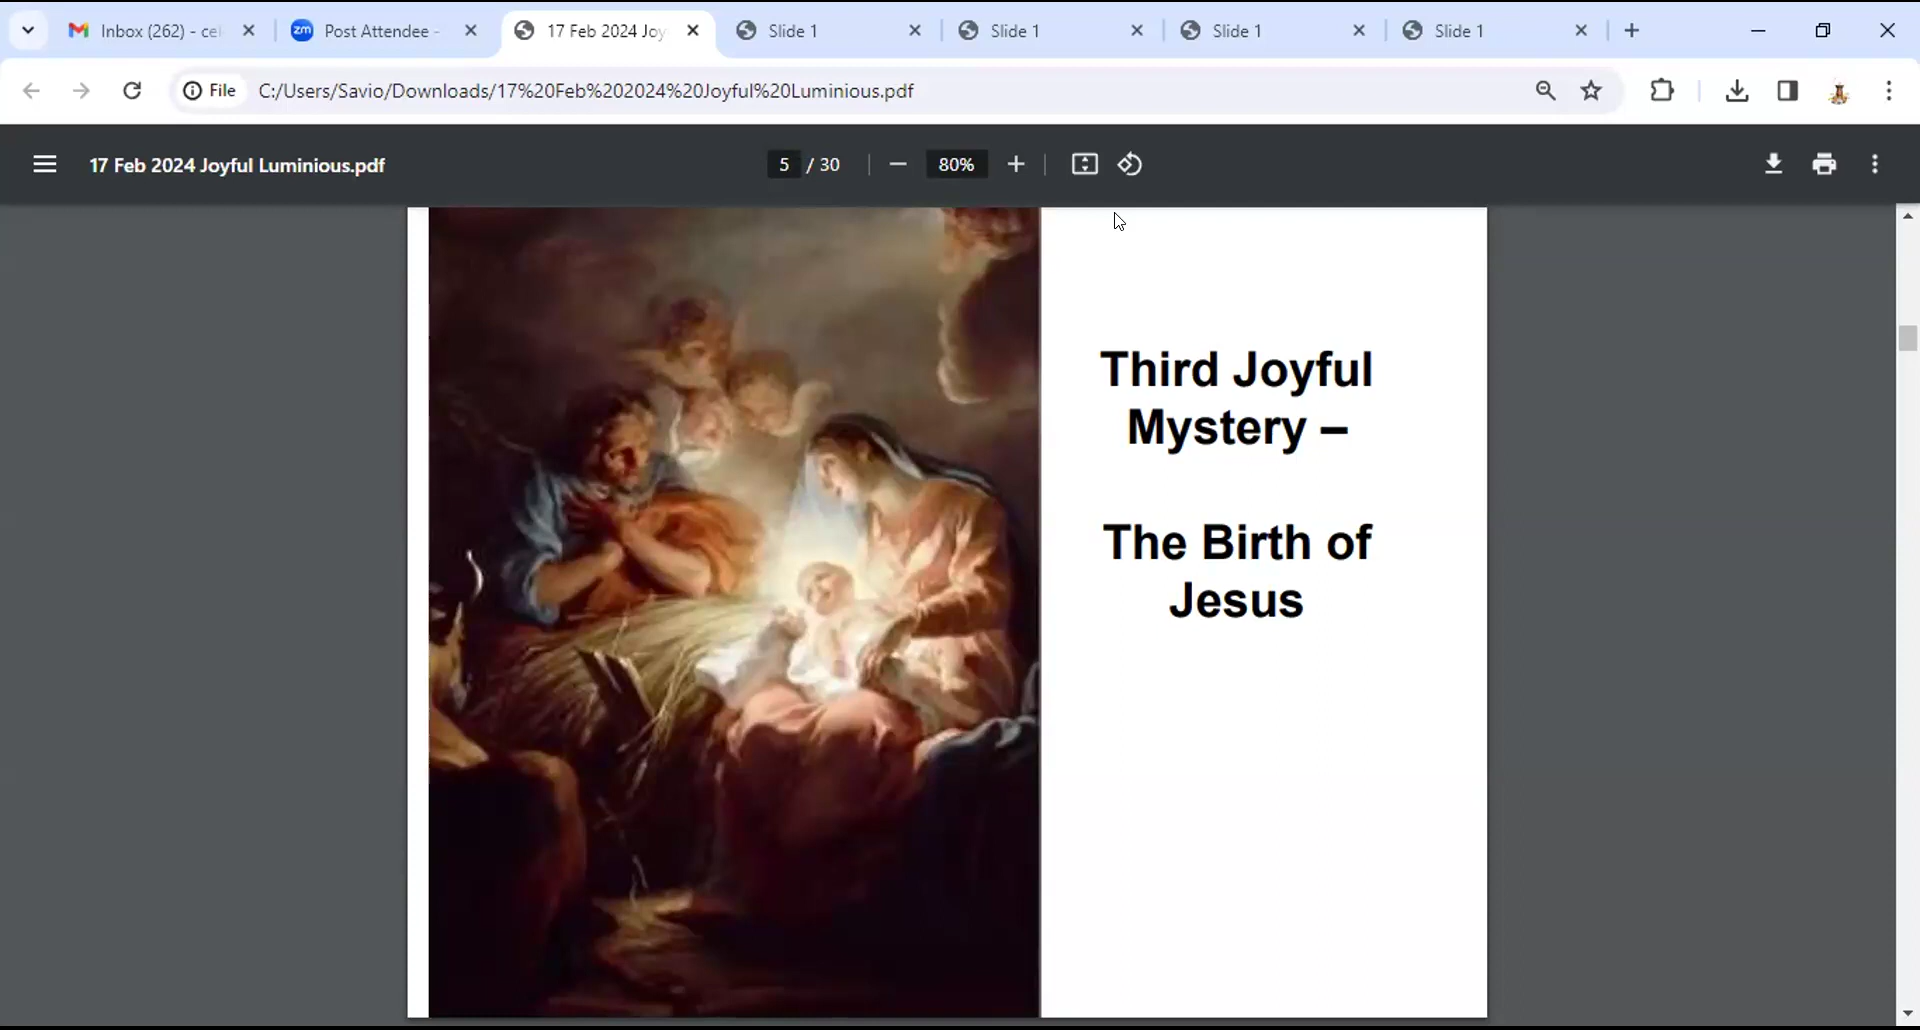 Inbox (262) - cel
Post Attendee -
17 Feb 2024 Joy
Slide 1
Slide 1
Slide 1
Slide 1
File
C:/Users/Savio/Downloads/17%20Feb%202024%20Joyful%20Luminious.pdf
17 Feb 2024 Joyful Luminious.pdf
5 / 30
80%
Third Joyful
Mystery –
The Birth of
Jesus